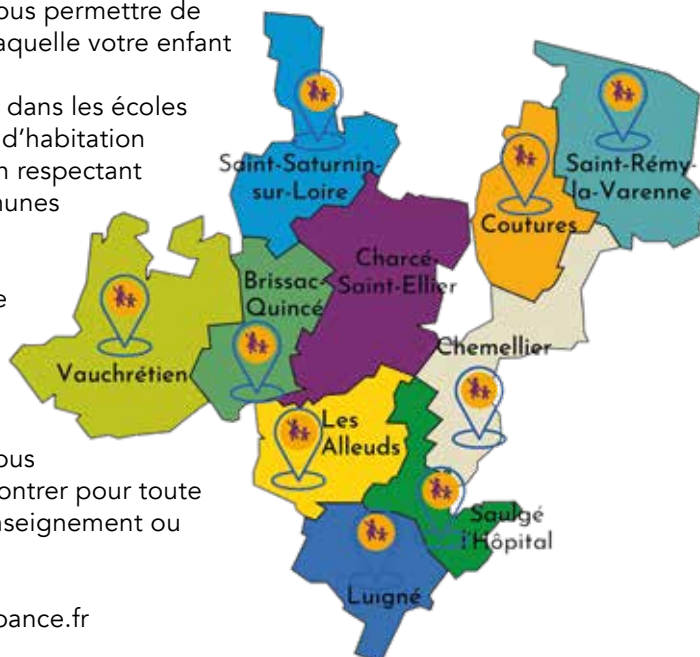 ous permettre de
aquelle votre enfant
dans les écoles
d'habitation
n respectant
nunes
e
ous
ontrer pour toute
nseignement ou
pance.fr
Saint-Saturnin-
sur-Loire
Saint-Rémy-
la-Varenne
Coutures
Charcé-
Saint-Ellier
Brissac-
Quincé
Chemellier
Vauchrétien
Les
Alleuds
Saulgé
l'Hôpital
Luigné